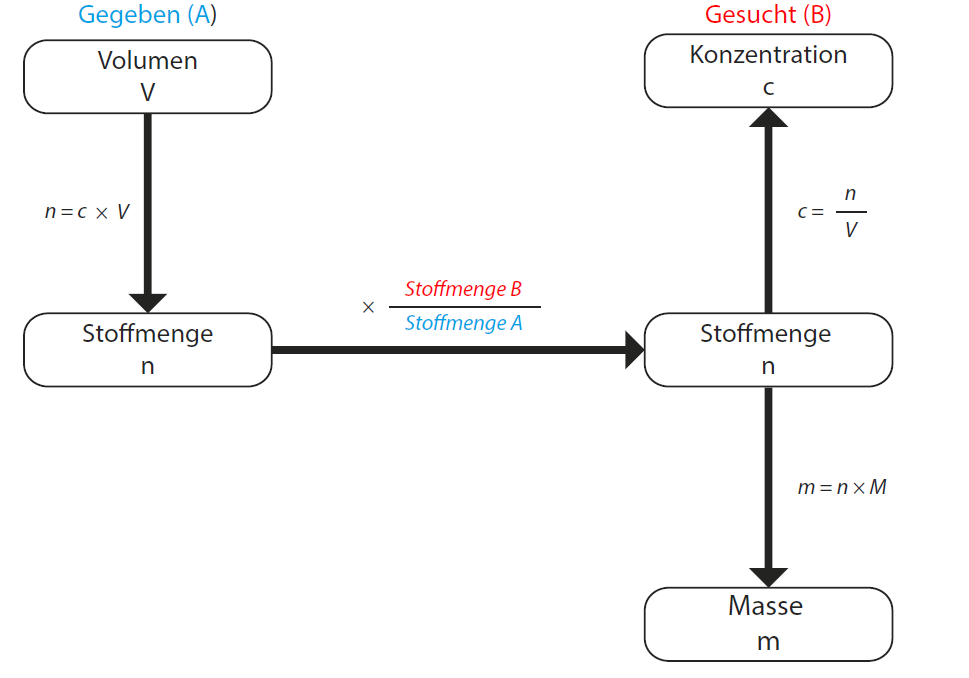 Gegeben (A)
Gesucht (B)
Volumen
V
Konzentration
c
n = c × V
c = n
V
× Stoffmenge B
Stoffmenge A
Stoffmenge
n
Stoffmenge
n
m = n × M
Masse
m